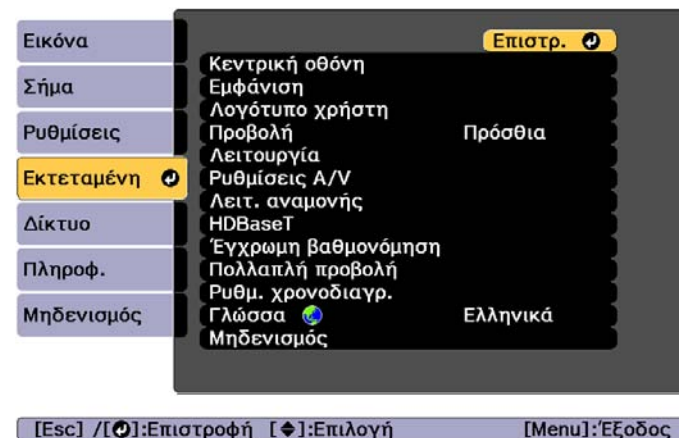 Εικόνα
Σήμα
Ρυθμίσεις
Εκτεταμένη
Δίκτυο
Πληροφ.
Μηδενισμός
Επιστρ.
Κεντρική οθόνη
Εμφάνιση
Λογότυπο χρήστη
Προβολή Πρόσθια
Λειτουργία
Ρυθμίσεις A/V
Λειτ. αναμονής
HDBaseT
Έγχρωμη βαθμονόμηση
Πολλαπλή προβολή
Ρυθμ. χρονοδιαγρ.
Γλώσσα Ελληνικά
Μηδενισμός
[Esc] /[↵]:Επιστροφή [◆]:Επιλογή [Menu]:Έξοδος